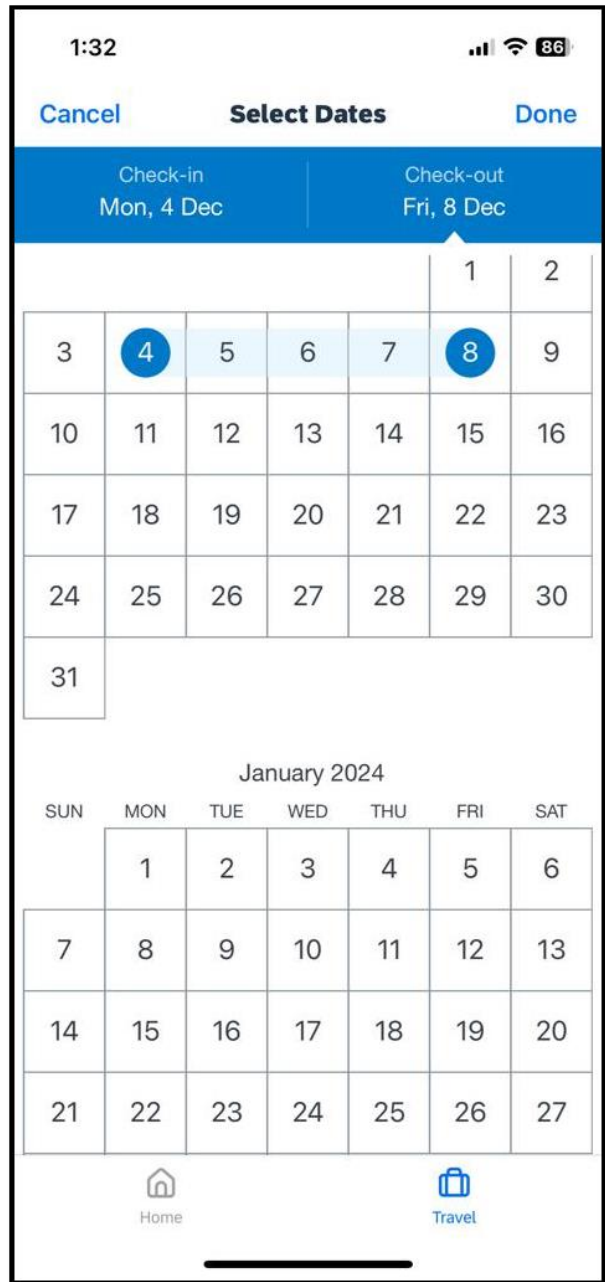 1:32 86
Cancel Select Dates Done
Check-in Check-out
Mon, 4 Dec Fri, 8 Dec
1 2
3 4 5 6 7 8 9
10 11 12 13 14 15 16
17 18 19 20 21 22 23
24 25 26 27 28 29 30
31
January 2024
SUN MON TUE WED THU FRI SAT
1 2 3 4 5 6
7 8 9 10 11 12 13
14 15 16 17 18 19 20
21 22 23 24 25 26 27
Home Travel